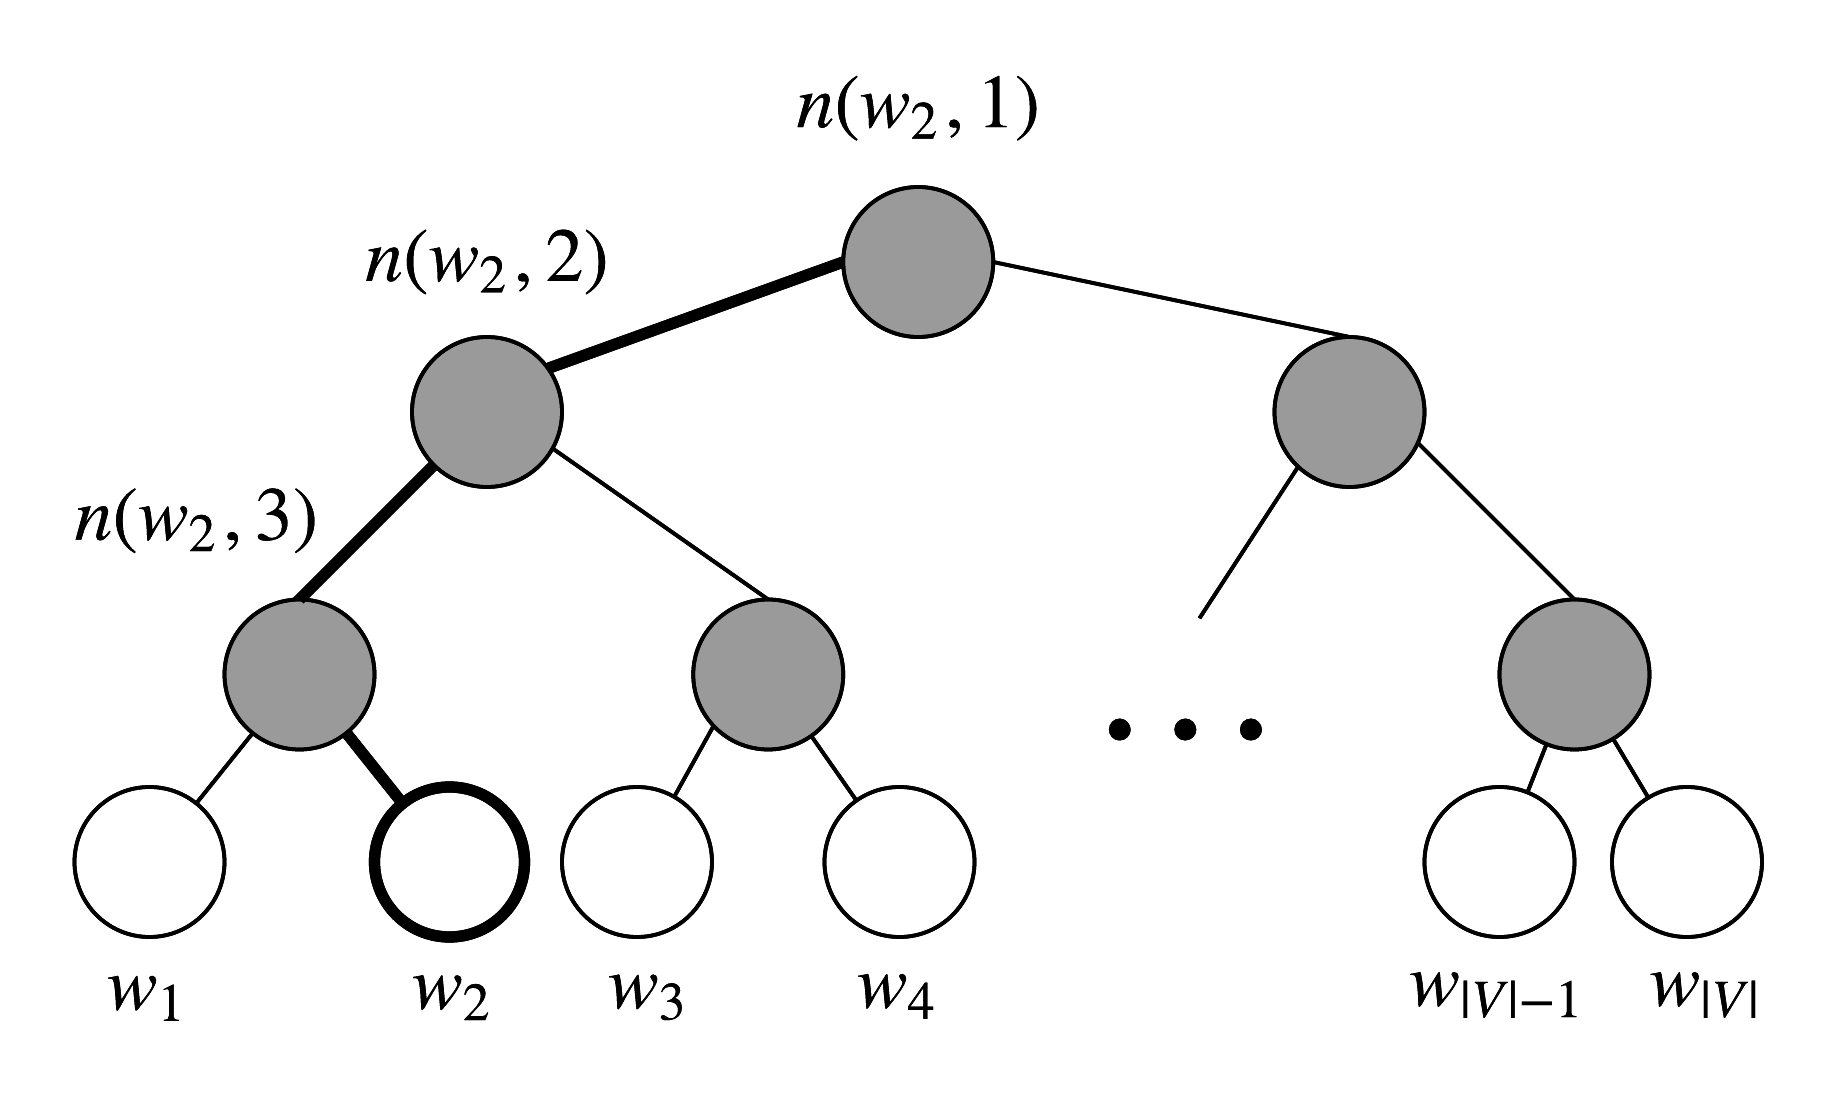 n(w₂, 1)
n(w₂, 2)
n(w₂, 3)
w₁ w₂ w₃ w₄ w|V|−1 w|V|